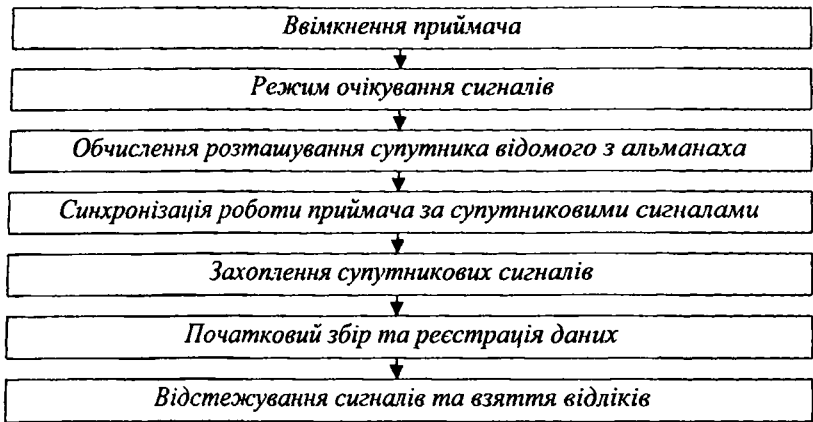 Ввімкнення приймача
Режим очікування сигналів
Обчислення розташування супутника відомого з альманаха
Синхронізація роботи приймача за супутниковими сигналами
Захоплення супутникових сигналів
Початковий збір та реєстрація даних
Відстежування сигналів та взяття відліків